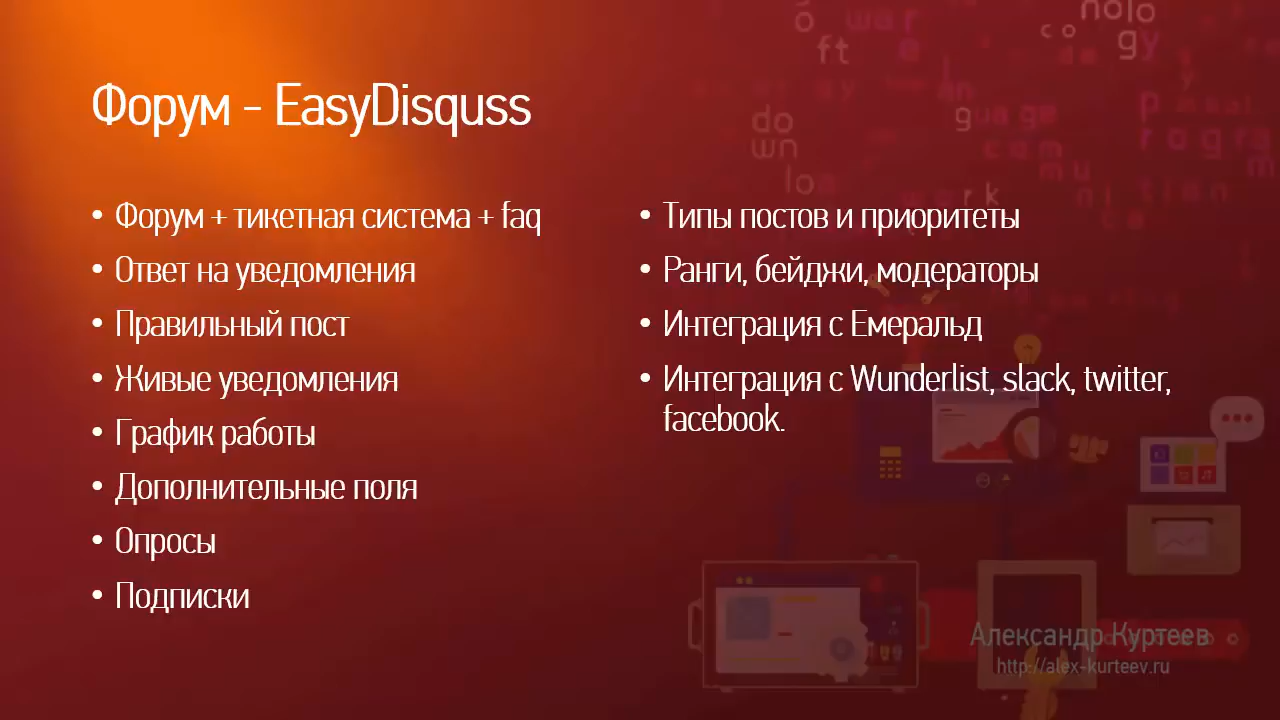 Форум - EasyDisquss
• Форум + тикетная система + faq
• Ответ на уведомления
• Правильный пост
• Живые уведомления
• График работы
• Дополнительные поля
• Опросы
• Подписки
• Типы постов и приоритеты
• Ранги, бейджи, модераторы
• Интеграция с Емеральд
• Интеграция с Wunderlist, slack, twitter,
facebook.
Александр Куртеев
http://alex-kurteev.ru